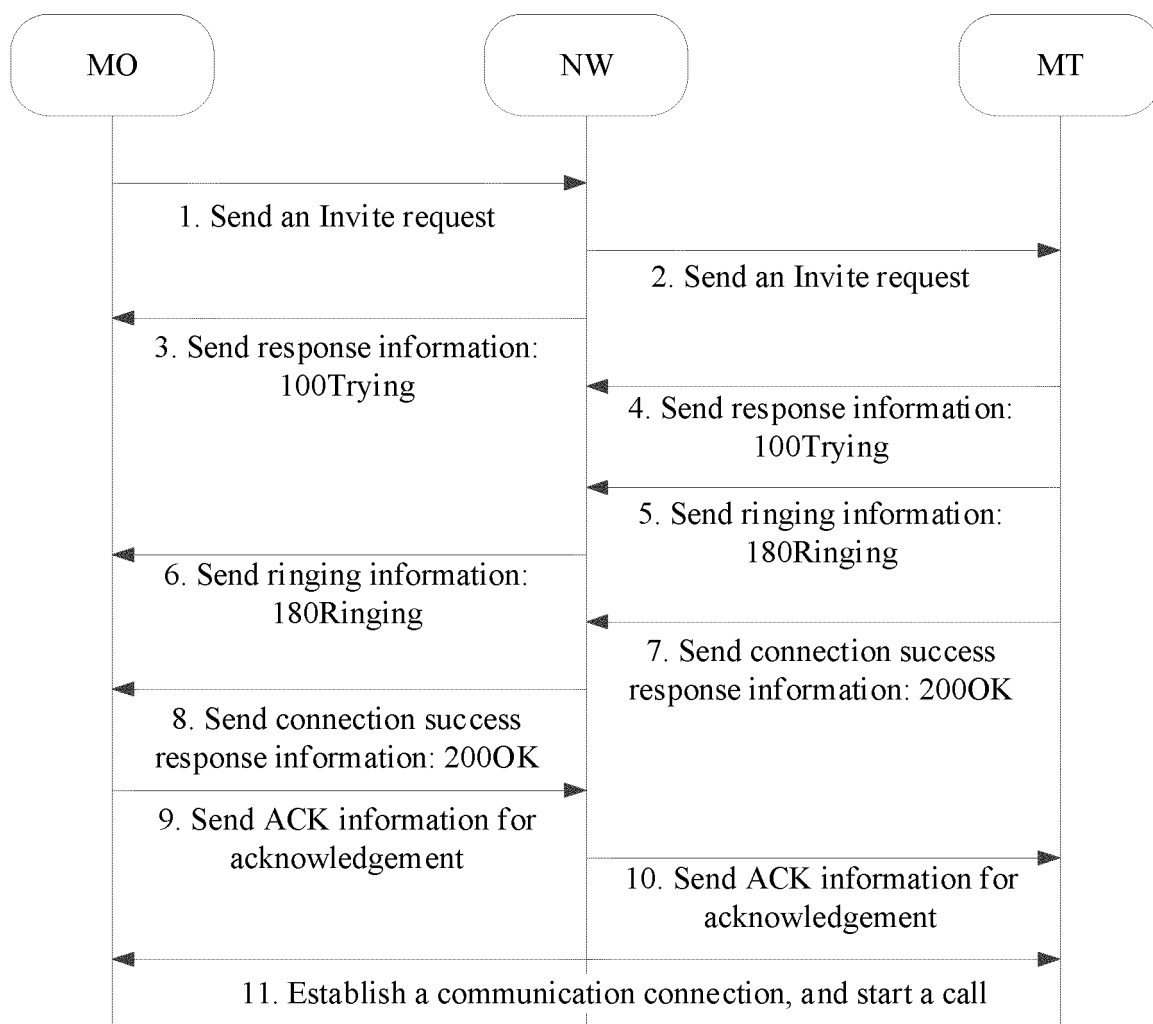 MO
NW
MT
1. Send an Invite request
2. Send an Invite request
3. Send response information:
100Trying
4. Send response information:
100Trying
5. Send ringing information:
180Ringing
6. Send ringing information:
180Ringing
7. Send connection success
response information: 200OK
8. Send connection success
response information: 200OK
9. Send ACK information for
acknowledgement
10. Send ACK information for
acknowledgement
11. Establish a communication connection, and start a call